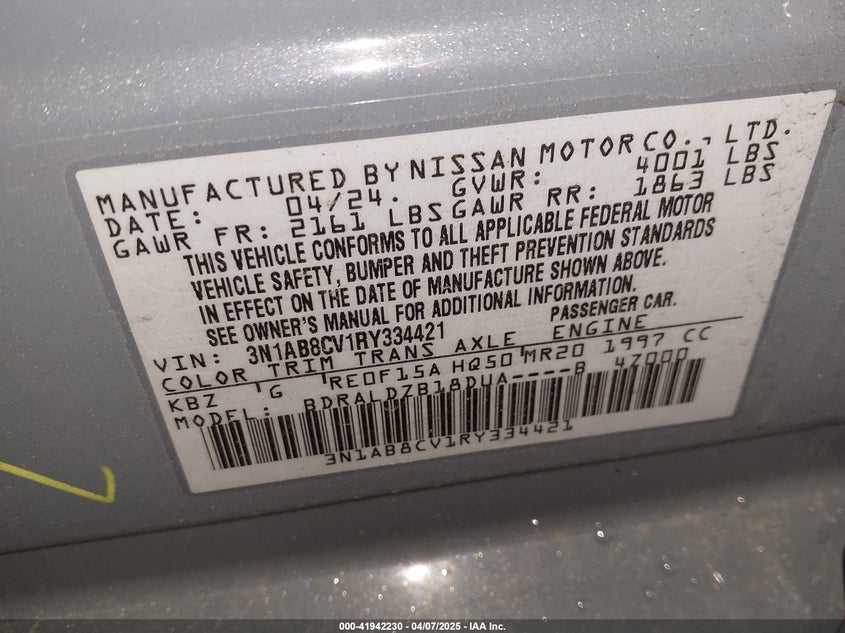 MANUFACTURED BY NISSAN MOTOR CO., LTD.
DATE: 04/24. GVWR: 4001 LBS
GAWR FR: 2161 LBS GAWR RR: 1863 LBS
THIS VEHICLE CONFORMS TO ALL APPLICABLE FEDERAL MOTOR
VEHICLE SAFETY, BUMPER AND THEFT PREVENTION STANDARDS
IN EFFECT ON THE DATE OF MANUFACTURE SHOWN ABOVE.
SEE OWNER'S MANUAL FOR ADDITIONAL INFORMATION.
PASSENGER CAR.
VIN: 3N1AB8CV1RY334421
COLOR TRIM TRANS AXLE ENGINE
KBZ G RE0F15A HQ50 MR20 1997 CC
MODEL: BDRALDZB18DUA----B 4Z000
3N1AB8CV1RY334421
000-41942230 - 04/07/2025 - IAA Inc.